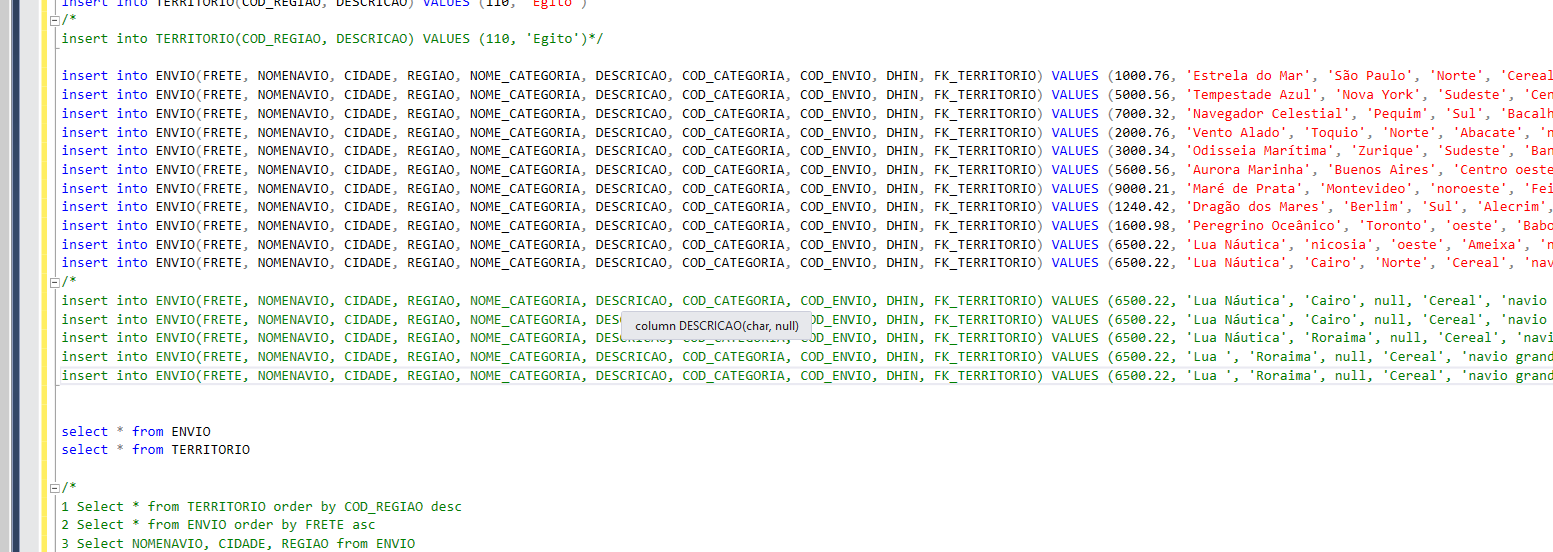 insert into TERRITORIO(COD_REGIAO, DESCRICAO) VALUES (110, 'Egito')
/*
insert into TERRITORIO(COD_REGIAO, DESCRICAO) VALUES (110, 'Egito')*/
insert into ENVIO(FRETE, NOMENAVIO, CIDADE, REGIAO, NOME_CATEGORIA, DESCRICAO, COD_CATEGORIA, COD_ENVIO, DHIN, FK_TERRITORIO) VALUES (1000.76, 'Estrela do Mar', 'São Paulo', 'Norte', 'Cereal
insert into ENVIO(FRETE, NOMENAVIO, CIDADE, REGIAO, NOME_CATEGORIA, DESCRICAO, COD_CATEGORIA, COD_ENVIO, DHIN, FK_TERRITORIO) VALUES (5000.56, 'Tempestade Azul', 'Nova York', 'Sudeste', 'Cen
insert into ENVIO(FRETE, NOMENAVIO, CIDADE, REGIAO, NOME_CATEGORIA, DESCRICAO, COD_CATEGORIA, COD_ENVIO, DHIN, FK_TERRITORIO) VALUES (7000.32, 'Navegador Celestial', 'Pequim', 'Sul', 'Bacalh
insert into ENVIO(FRETE, NOMENAVIO, CIDADE, REGIAO, NOME_CATEGORIA, DESCRICAO, COD_CATEGORIA, COD_ENVIO, DHIN, FK_TERRITORIO) VALUES (2000.76, 'Vento Alado', 'Toquio', 'Norte', 'Abacate', 'n
insert into ENVIO(FRETE, NOMENAVIO, CIDADE, REGIAO, NOME_CATEGORIA, DESCRICAO, COD_CATEGORIA, COD_ENVIO, DHIN, FK_TERRITORIO) VALUES (3000.34, 'Odisseia Marítima', 'Zurique', 'Sudeste', 'Ban
insert into ENVIO(FRETE, NOMENAVIO, CIDADE, REGIAO, NOME_CATEGORIA, DESCRICAO, COD_CATEGORIA, COD_ENVIO, DHIN, FK_TERRITORIO) VALUES (5600.56, 'Aurora Marinha', 'Buenos Aires', 'Centro oeste
insert into ENVIO(FRETE, NOMENAVIO, CIDADE, REGIAO, NOME_CATEGORIA, DESCRICAO, COD_CATEGORIA, COD_ENVIO, DHIN, FK_TERRITORIO) VALUES (9000.21, 'Maré de Prata', 'Montevideo', 'noroeste', 'Fei
insert into ENVIO(FRETE, NOMENAVIO, CIDADE, REGIAO, NOME_CATEGORIA, DESCRICAO, COD_CATEGORIA, COD_ENVIO, DHIN, FK_TERRITORIO) VALUES (1240.42, 'Dragão dos Mares', 'Berlim', 'Sul', 'Alecrim',
insert into ENVIO(FRETE, NOMENAVIO, CIDADE, REGIAO, NOME_CATEGORIA, DESCRICAO, COD_CATEGORIA, COD_ENVIO, DHIN, FK_TERRITORIO) VALUES (1600.98, 'Peregrino Oceânico', 'Toronto', 'oeste', 'Babo
insert into ENVIO(FRETE, NOMENAVIO, CIDADE, REGIAO, NOME_CATEGORIA, DESCRICAO, COD_CATEGORIA, COD_ENVIO, DHIN, FK_TERRITORIO) VALUES (6500.22, 'Lua Náutica', 'nicosia', 'oeste', 'Ameixa', 'n
insert into ENVIO(FRETE, NOMENAVIO, CIDADE, REGIAO, NOME_CATEGORIA, DESCRICAO, COD_CATEGORIA, COD_ENVIO, DHIN, FK_TERRITORIO) VALUES (6500.22, 'Lua Náutica', 'Cairo', 'Norte', 'Cereal', 'nav
/*
insert into ENVIO(FRETE, NOMENAVIO, CIDADE, REGIAO, NOME_CATEGORIA, DESCRICAO, COD_CATEGORIA, COD_ENVIO, DHIN, FK_TERRITORIO) VALUES (6500.22, 'Lua Náutica', 'Cairo', null, 'Cereal', 'navio
insert into ENVIO(FRETE, NOMENAVIO, CIDADE, REGIAO, NOME_CATEGORIA, DES column DESCRICAO(char, null) O, COD_ENVIO, DHIN, FK_TERRITORIO) VALUES (6500.22, 'Lua Náutica', 'Cairo', null, 'Cereal', 'navio
insert into ENVIO(FRETE, NOMENAVIO, CIDADE, REGIAO, NOME_CATEGORIA, DESCRICAO, COD_CATEGORIA, COD_ENVIO, DHIN, FK_TERRITORIO) VALUES (6500.22, 'Lua Náutica', 'Roraima', null, 'Cereal', 'navi
insert into ENVIO(FRETE, NOMENAVIO, CIDADE, REGIAO, NOME_CATEGORIA, DESCRICAO, COD_CATEGORIA, COD_ENVIO, DHIN, FK_TERRITORIO) VALUES (6500.22, 'Lua ', 'Roraima', null, 'Cereal', 'navio grand
insert into ENVIO(FRETE, NOMENAVIO, CIDADE, REGIAO, NOME_CATEGORIA, DESCRICAO, COD_CATEGORIA, COD_ENVIO, DHIN, FK_TERRITORIO) VALUES (6500.22, 'Lua ', 'Roraima', null, 'Cereal', 'navio grand
select * from ENVIO
select * from TERRITORIO
/*
1 Select * from TERRITORIO order by COD_REGIAO desc
2 Select * from ENVIO order by FRETE asc
3 Select NOMENAVIO, CIDADE, REGIAO from ENVIO